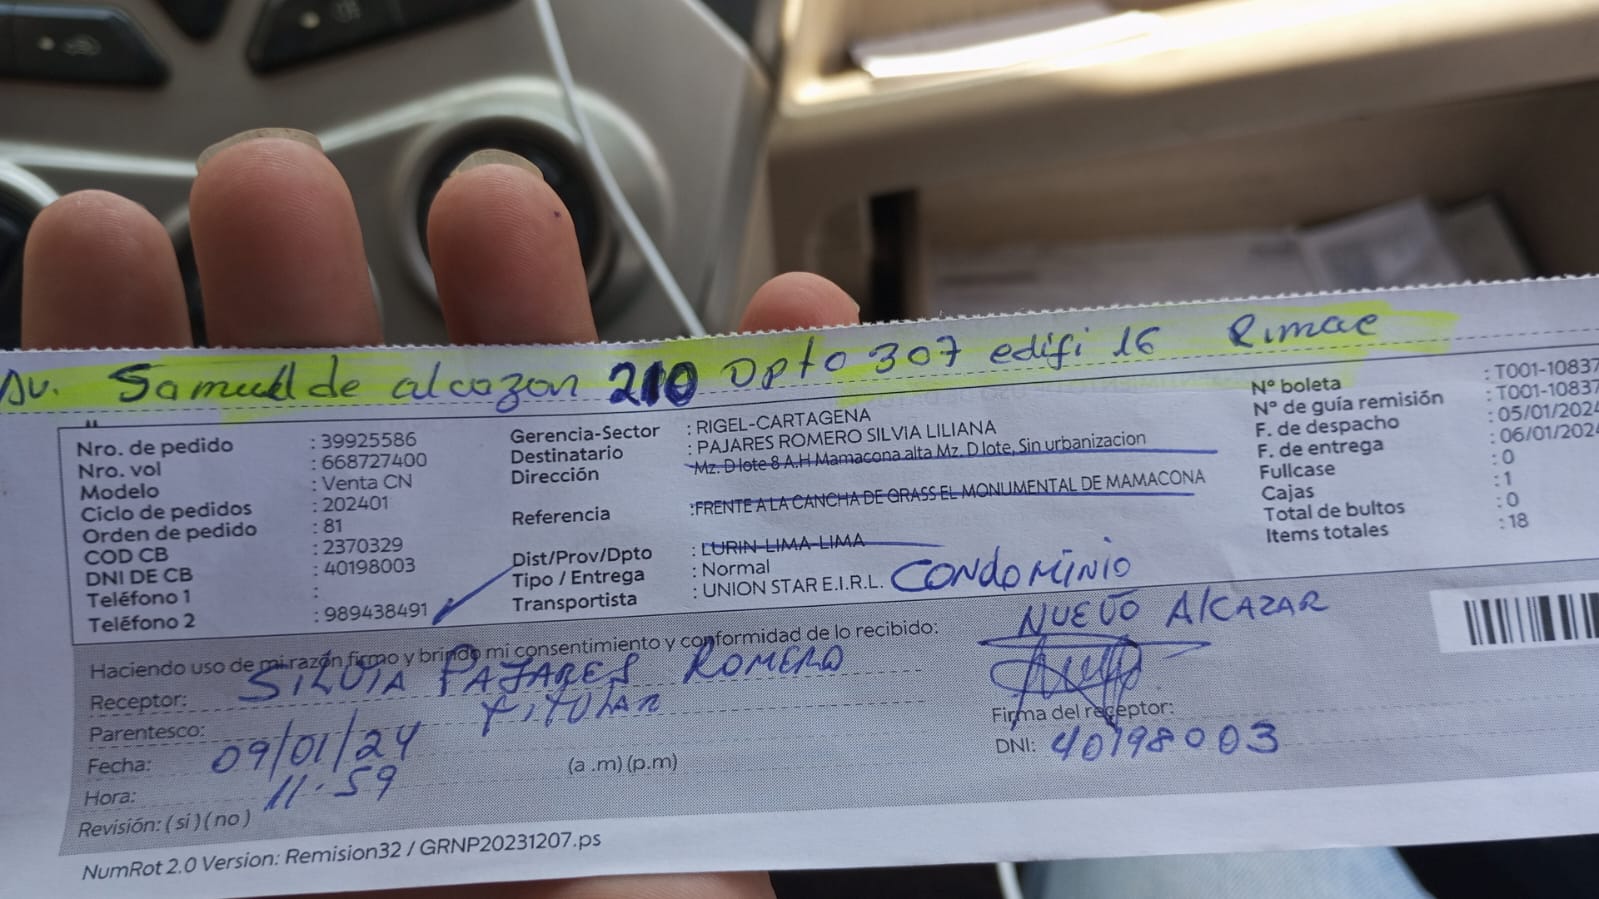 Av. Samuel de alcazon 210 Dpto 307 edifi 16 Rimac
Nro. de pedido : 39925586
Nro. vol : 668727400
Modelo : Venta CN
Ciclo de pedidos : 202401
Orden de pedido : 81
COD CB : 2370329
DNI DE CB : 40198003
Teléfono 1 :
Teléfono 2 : 989438491
Gerencia-Sector : RIGEL-CARTAGENA
Destinatario : PAJARES ROMERO SILVIA LILIANA
Dirección : Mz. D lote 8 A.H Mamacona alta Mz. D lote, Sin urbanizacion
Referencia : FRENTE A LA CANCHA DE GRASS EL MONUMENTAL DE MAMACONA
Dist/Prov/Dpto : LURIN-LIMA-LIMA
Tipo / Entrega : Normal
Transportista : UNION STAR E.I.R.L.
Nº boleta : T001-10837
Nº de guía remisión : T001-10837
F. de despacho : 05/01/2024
F. de entrega : 06/01/2024
Fullcase : 0
Cajas : 1
Total de bultos : 0
Items totales : 18
CONDOMINIO
NUEVO AlCAZAR
Haciendo uso de mi razón firmo y brindo mi consentimiento y conformidad de lo recibido:
Receptor: SILVIA PAJARES ROMERO
Parentesco: TITULAR
Fecha: 09/01/24
Hora: 11.59 (a .m) (p.m)
Revisión: ( si ) ( no )
Firma del receptor:
DNI: 40198003
NumRot 2.0 Version: Remision32 / GRNP20231207.ps